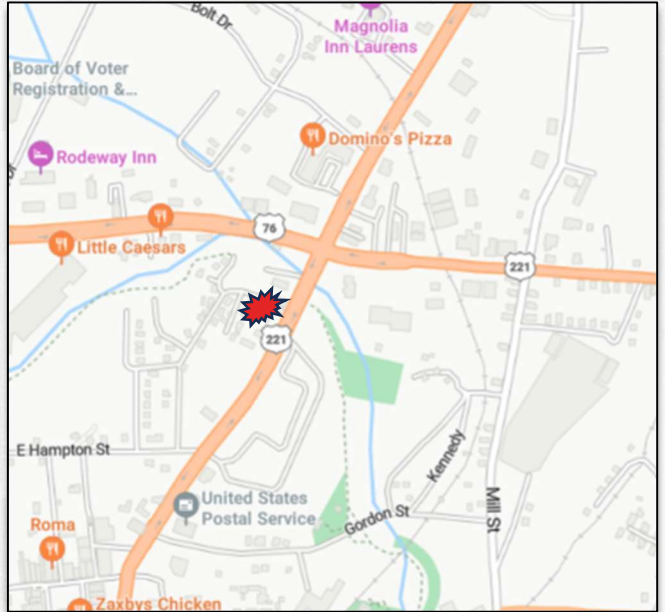 Bolt Dr
Magnolia
Inn Laurens
Board of Voter
Registration &...
Domino's Pizza
Rodeway Inn
76
Little Caesars
221
221
E Hampton St
Kennedy
United States
Postal Service
Mill St
Gordon St
Roma
Zaxbys Chicken